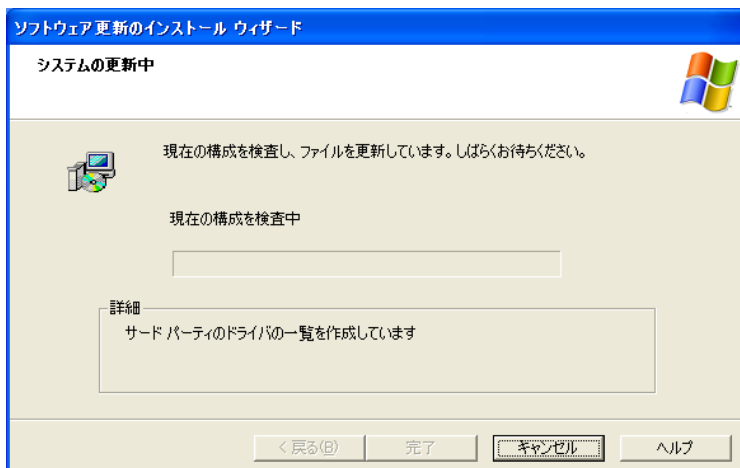 ソフトウェア更新のインストール ウィザード
システムの更新中
現在の構成を検査し、ファイルを更新しています。しばらくお待ちください。
現在の構成を検査中
詳細
サード パーティのドライバの一覧を作成しています
< 戻る(B) 完了 キャンセル ヘルプ